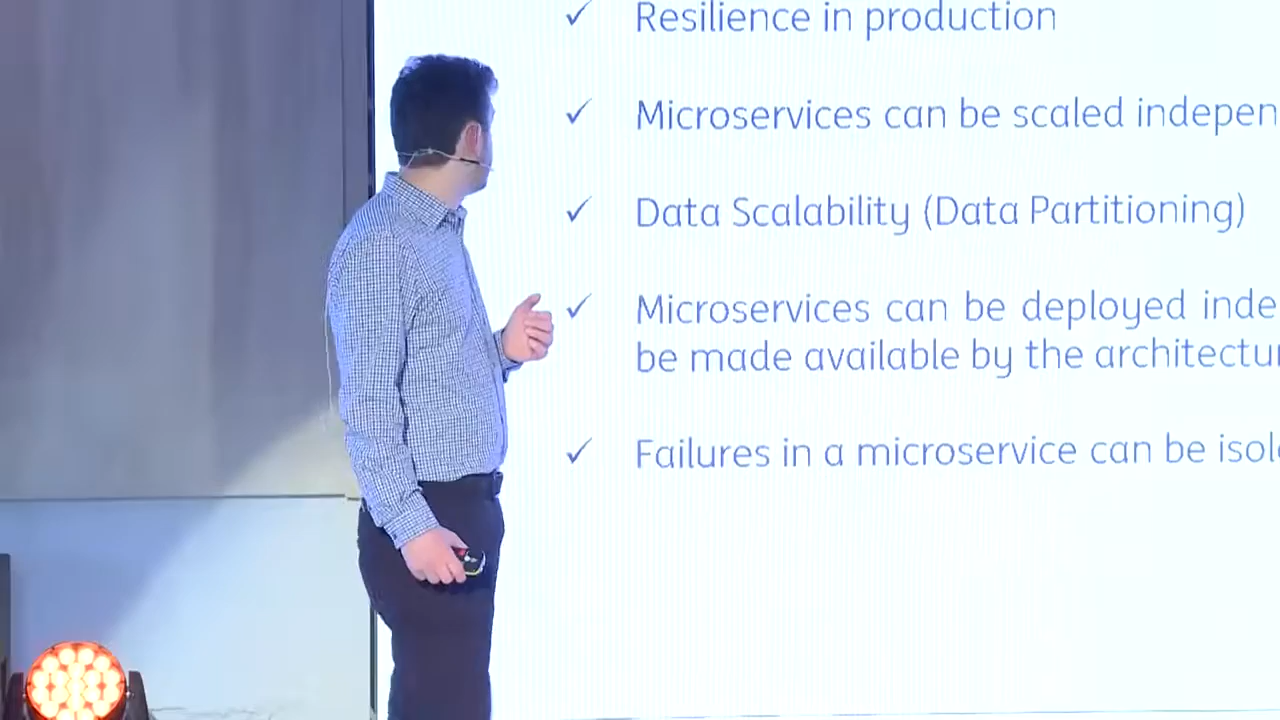 ✓ Resilience in production
✓ Microservices can be scaled indepen
✓ Data Scalability (Data Partitioning)
✓ Microservices can be deployed inde
be made available by the architectur
✓ Failures in a microservice can be isol